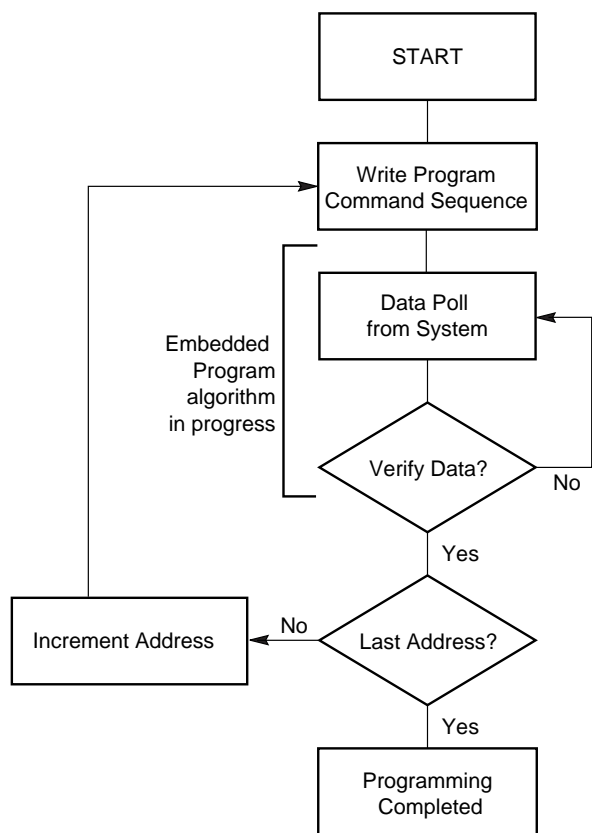 START
Write Program
Command Sequence
Data Poll
from System
Embedded
Program
algorithm
in progress
Verify Data?
No
Yes
Increment Address
No
Last Address?
Yes
Programming
Completed